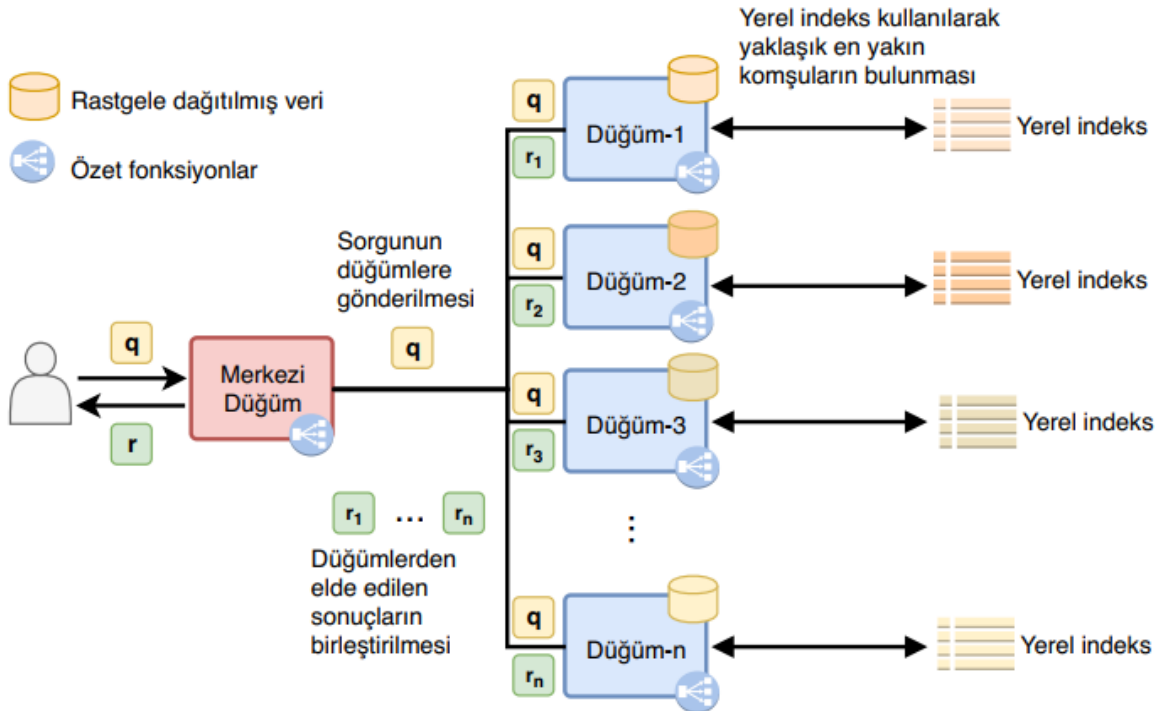 Yerel indeks kullanılarak
yaklaşık en yakın
komşuların bulunması
Rastgele dağıtılmış veri
Özet fonksiyonlar
q
r1
Düğüm-1
Yerel indeks
Sorgunun
düğümlere
gönderilmesi
q
q
r2
Düğüm-2
Yerel indeks
q
r
Merkezi
Düğüm
q
r3
Düğüm-3
Yerel indeks
r1 ... rn
Düğümlerden
elde edilen
sonuçların
birleştirilmesi
⋮
q
rn
Düğüm-n
Yerel indeks